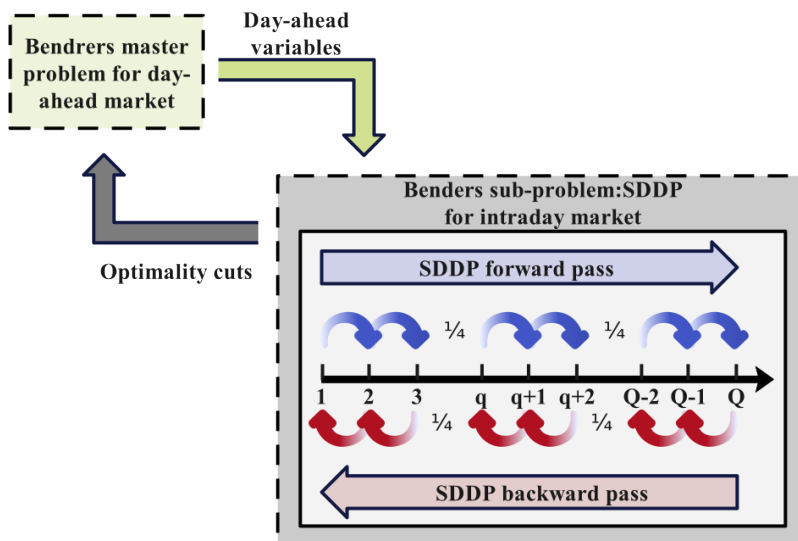 Bendrers master
problem for day-
ahead market
Day-ahead
variables
Optimality cuts
Benders sub-problem:SDDP
for intraday market
SDDP forward pass
¼ ¼
1 2 3 q q+1 q+2 Q-2 Q-1 Q
¼ ¼
SDDP backward pass